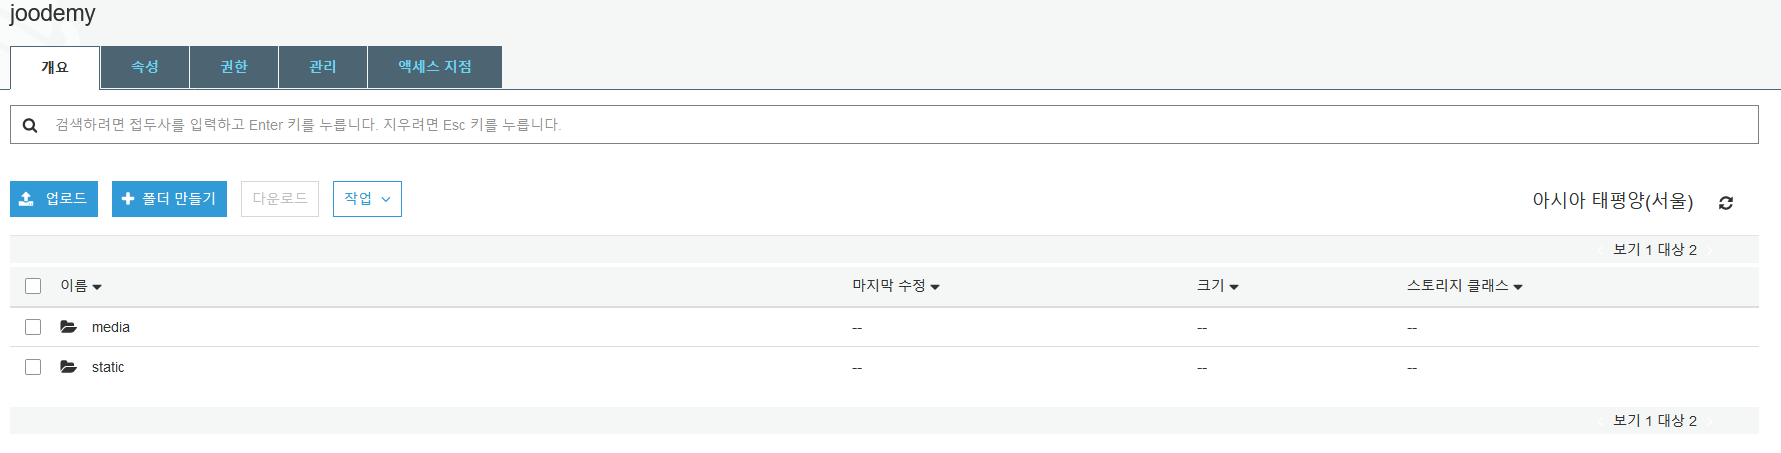 joodemy
개요 속성 권한 관리 액세스 지점
검색하려면 접두사를 입력하고 Enter 키를 누릅니다. 지우려면 Esc 키를 누릅니다.
업로드 폴더 만들기 다운로드 작업 아시아 태평양(서울)
보기 1 대상 2
이름 마지막 수정 크기 스토리지 클래스
media -- -- --
static -- -- --
보기 1 대상 2